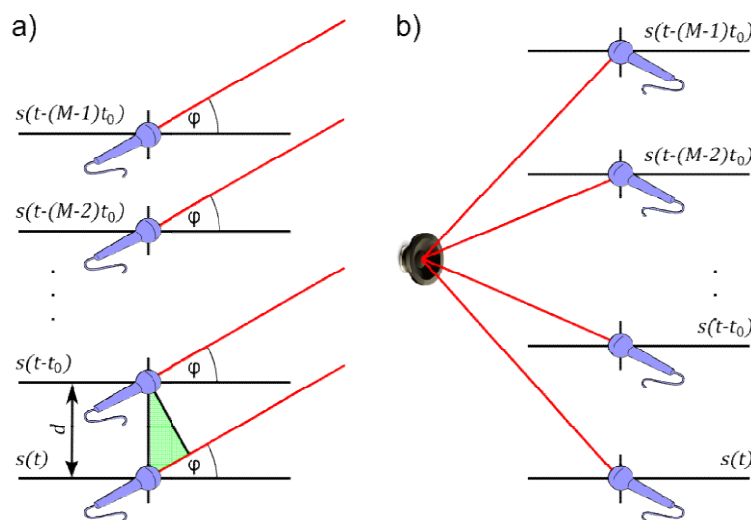 a)
s(t-(M-1)t₀)
φ
s(t-(M-2)t₀)
φ
.
.
.
s(t-t₀)
φ
d
s(t)
φ
b)
s(t-(M-1)t₀)
s(t-(M-2)t₀)
.
.
.
s(t-t₀)
s(t)